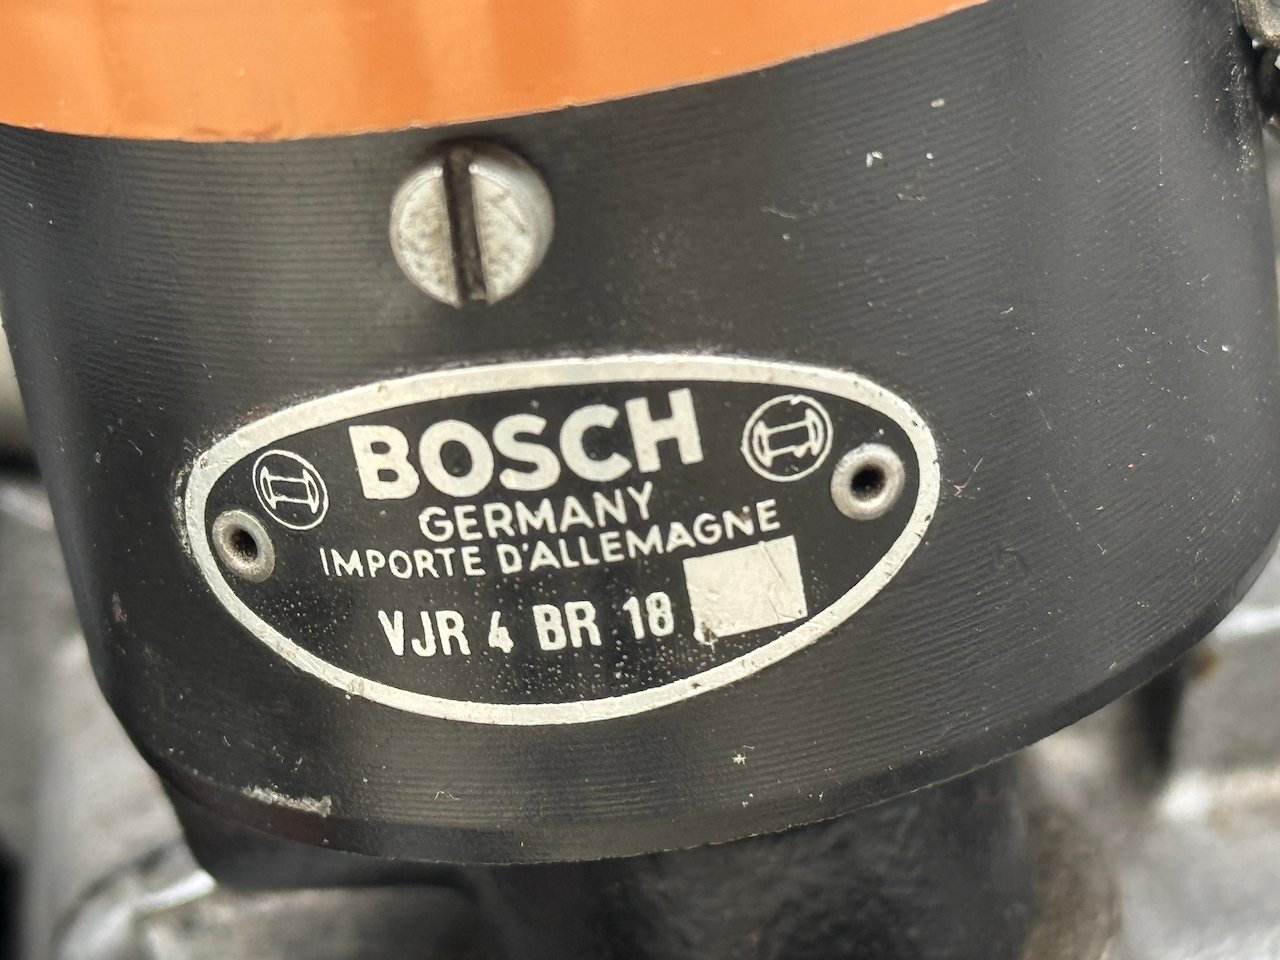 BOSCH
GERMANY
IMPORTE D'ALLEMAGNE
VJR 4 BR 18